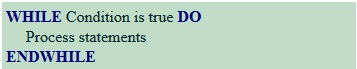 WHILE Condition is true DO
Process statements
ENDWHILE